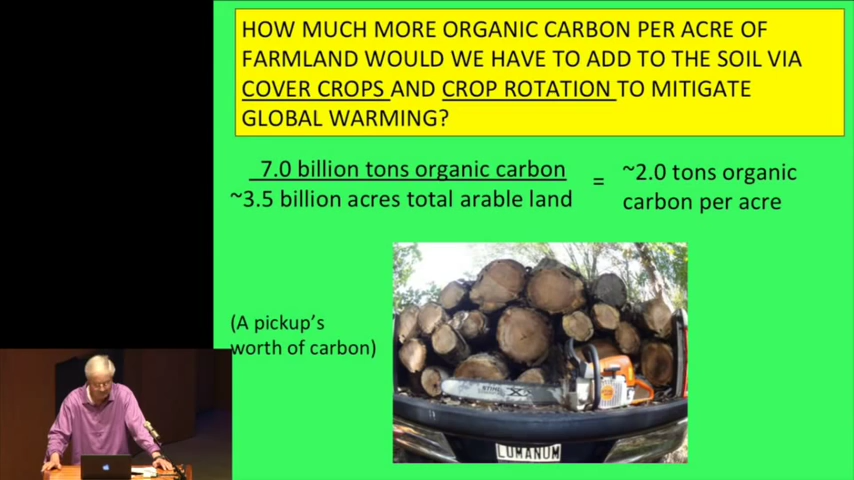 HOW MUCH MORE ORGANIC CARBON PER ACRE OF
FARMLAND WOULD WE HAVE TO ADD TO THE SOIL VIA
COVER CROPS AND CROP ROTATION TO MITIGATE
GLOBAL WARMING?
7.0 billion tons organic carbon
~3.5 billion acres total arable land
=
~2.0 tons organic
carbon per acre
(A pickup's
worth of carbon)
STIHL
LOMANUM